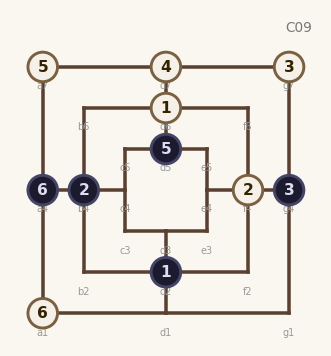 C09
5 4 3
a7 d7 g7
1
b6 d6 f6
5
c5 d5 e5
6 2 2 3
a4 b4 c4 e4 f4 g4
c3 d3 e3
1
b2 d2 f2
6
a1 d1 g1